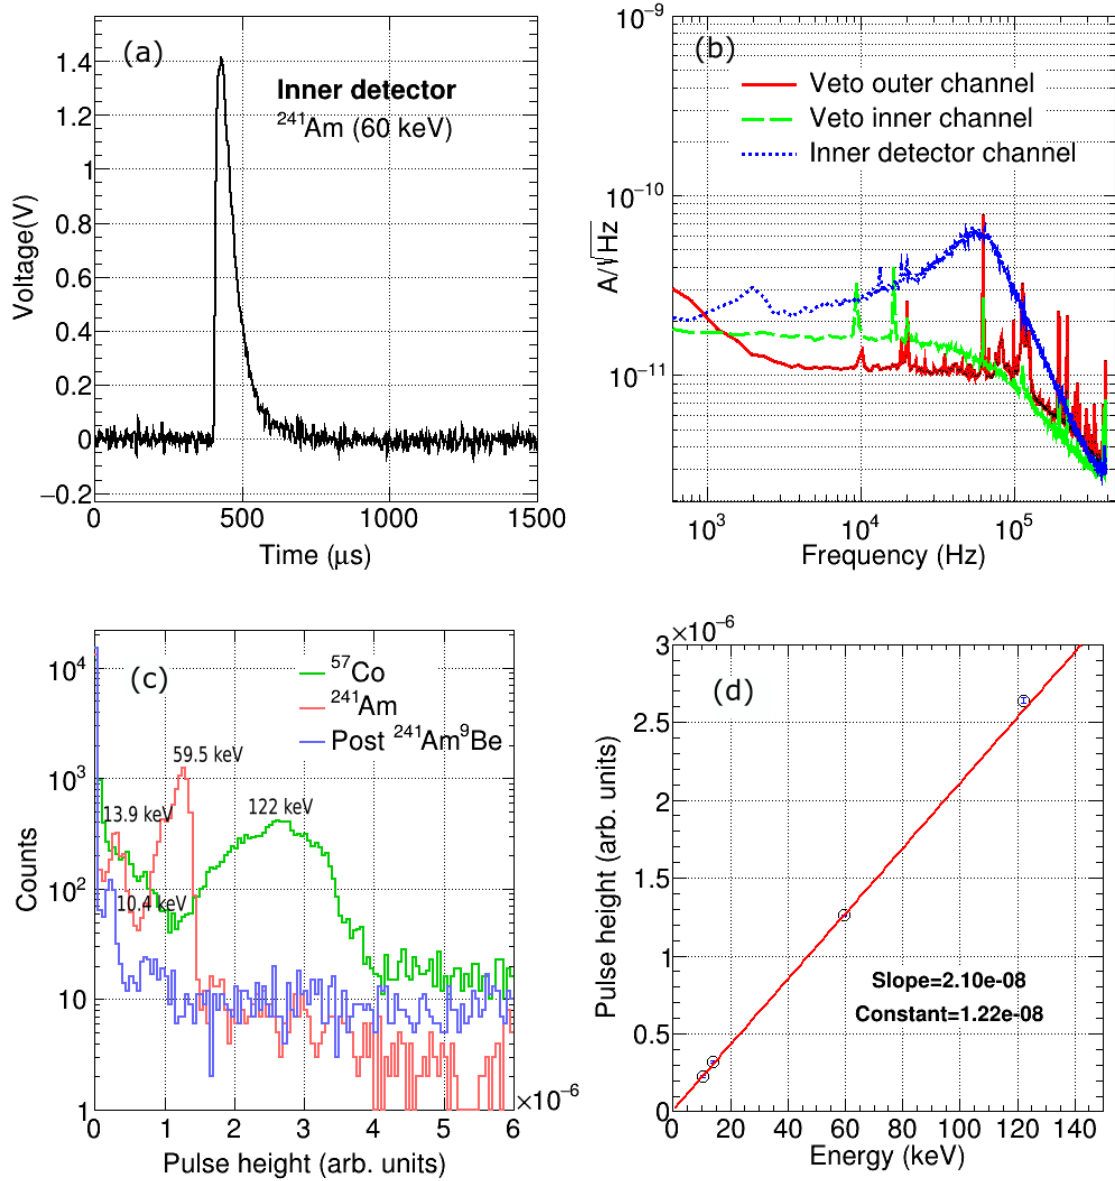 (a)
Inner detector
²⁴¹Am (60 keV)
Voltage(V)
1.4
1.2
1
0.8
0.6
0.4
0.2
0
−0.2
0
500
1000
1500
Time (μs)
(b)
Veto outer channel
Veto inner channel
Inner detector channel
A/√Hz
10⁻⁹
10⁻¹⁰
10⁻¹¹
10³
10⁴
10⁵
Frequency (Hz)
(c)
⁵⁷Co
²⁴¹Am
Post ²⁴¹Am⁹Be
59.5 keV
13.9 keV
122 keV
10.4 keV
Counts
10⁴
10³
10²
10
1
0
1
2
3
4
5
6
×10⁻⁶
Pulse height (arb. units)
(d)
×10⁻⁶
Pulse height (arb. units)
3
2.5
2
1.5
1
0.5
0
Slope=2.10e-08
Constant=1.22e-08
0
20
40
60
80
100
120
140
Energy (keV)